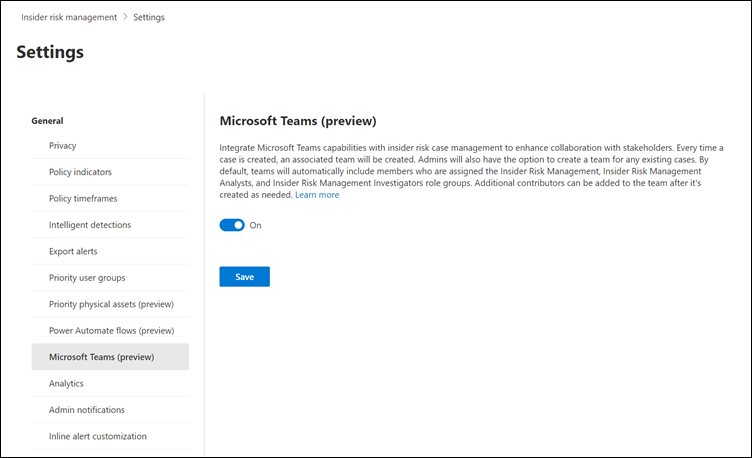 Insider risk management > Settings
Settings
General
Privacy
Policy indicators
Policy timeframes
Intelligent detections
Export alerts
Priority user groups
Priority physical assets (preview)
Power Automate flows (preview)
Microsoft Teams (preview)
Analytics
Admin notifications
Inline alert customization
Microsoft Teams (preview)
Integrate Microsoft Teams capabilities with insider risk case management to enhance collaboration with stakeholders. Every time a
case is created, an associated team will be created. Admins will also have the option to create a team for any existing cases. By
default, teams will automatically include members who are assigned the Insider Risk Management, Insider Risk Management
Analysts, and Insider Risk Management Investigators role groups. Additional contributors can be added to the team after it's
created as needed. Learn more
On
Save